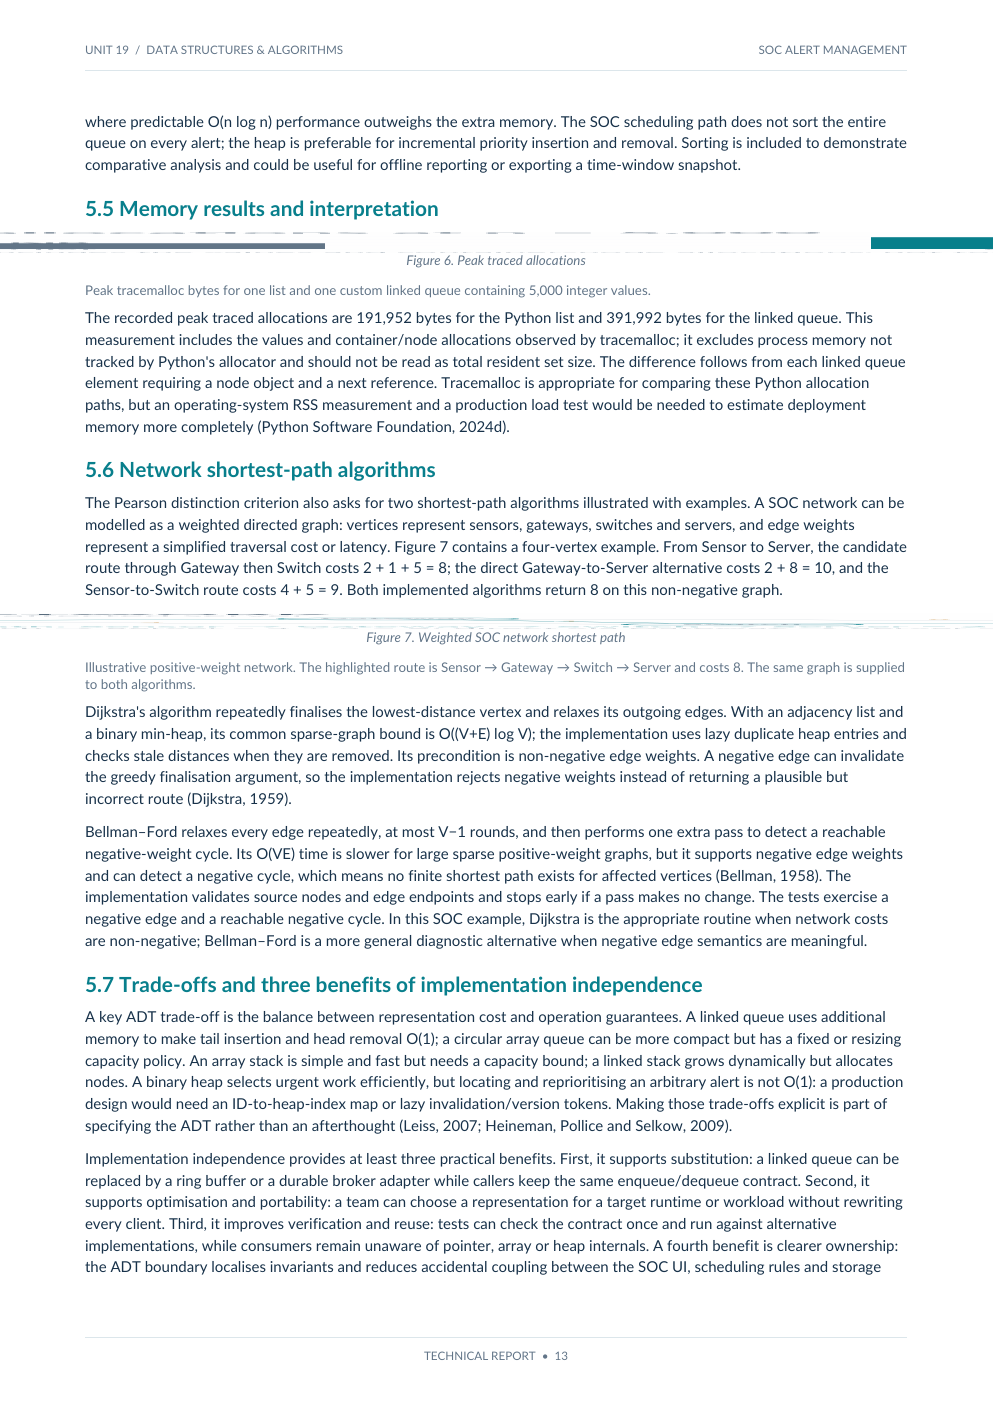 UNIT 19 / DATA STRUCTURES & ALGORITHMS
SOC ALERT MANAGEMENT
where predictable O(n log n) performance outweighs the extra memory. The SOC scheduling path does not sort the entire
queue on every alert; the heap is preferable for incremental priority insertion and removal. Sorting is included to demonstrate
comparative analysis and could be useful for offline reporting or exporting a time-window snapshot.
5.5 Memory results and interpretation
Figure 6. Peak traced allocations
Peak tracemalloc bytes for one list and one custom linked queue containing 5,000 integer values.
The recorded peak traced allocations are 191,952 bytes for the Python list and 391,992 bytes for the linked queue. This
measurement includes the values and container/node allocations observed by tracemalloc; it excludes process memory not
tracked by Python's allocator and should not be read as total resident set size. The difference follows from each linked queue
element requiring a node object and a next reference. Tracemalloc is appropriate for comparing these Python allocation
paths, but an operating-system RSS measurement and a production load test would be needed to estimate deployment
memory more completely (Python Software Foundation, 2024d).
5.6 Network shortest-path algorithms
The Pearson distinction criterion also asks for two shortest-path algorithms illustrated with examples. A SOC network can be
modelled as a weighted directed graph: vertices represent sensors, gateways, switches and servers, and edge weights
represent a simplified traversal cost or latency. Figure 7 contains a four-vertex example. From Sensor to Server, the candidate
route through Gateway then Switch costs 2 + 1 + 5 = 8; the direct Gateway-to-Server alternative costs 2 + 8 = 10, and the
Sensor-to-Switch route costs 4 + 5 = 9. Both implemented algorithms return 8 on this non-negative graph.
Figure 7. Weighted SOC network shortest path
Illustrative positive-weight network. The highlighted route is Sensor → Gateway → Switch → Server and costs 8. The same graph is supplied
to both algorithms.
Dijkstra's algorithm repeatedly finalises the lowest-distance vertex and relaxes its outgoing edges. With an adjacency list and
a binary min-heap, its common sparse-graph bound is O((V+E) log V); the implementation uses lazy duplicate heap entries and
checks stale distances when they are removed. Its precondition is non-negative edge weights. A negative edge can invalidate
the greedy finalisation argument, so the implementation rejects negative weights instead of returning a plausible but
incorrect route (Dijkstra, 1959).
Bellman–Ford relaxes every edge repeatedly, at most V−1 rounds, and then performs one extra pass to detect a reachable
negative-weight cycle. Its O(VE) time is slower for large sparse positive-weight graphs, but it supports negative edge weights
and can detect a negative cycle, which means no finite shortest path exists for affected vertices (Bellman, 1958). The
implementation validates source nodes and edge endpoints and stops early if a pass makes no change. The tests exercise a
negative edge and a reachable negative cycle. In this SOC example, Dijkstra is the appropriate routine when network costs
are non-negative; Bellman–Ford is a more general diagnostic alternative when negative edge semantics are meaningful.
5.7 Trade-offs and three benefits of implementation independence
A key ADT trade-off is the balance between representation cost and operation guarantees. A linked queue uses additional
memory to make tail insertion and head removal O(1); a circular array queue can be more compact but has a fixed or resizing
capacity policy. An array stack is simple and fast but needs a capacity bound; a linked stack grows dynamically but allocates
nodes. A binary heap selects urgent work efficiently, but locating and reprioritising an arbitrary alert is not O(1): a production
design would need an ID-to-heap-index map or lazy invalidation/version tokens. Making those trade-offs explicit is part of
specifying the ADT rather than an afterthought (Leiss, 2007; Heineman, Pollice and Selkow, 2009).
Implementation independence provides at least three practical benefits. First, it supports substitution: a linked queue can be
replaced by a ring buffer or a durable broker adapter while callers keep the same enqueue/dequeue contract. Second, it
supports optimisation and portability: a team can choose a representation for a target runtime or workload without rewriting
every client. Third, it improves verification and reuse: tests can check the contract once and run against alternative
implementations, while consumers remain unaware of pointer, array or heap internals. A fourth benefit is clearer ownership:
the ADT boundary localises invariants and reduces accidental coupling between the SOC UI, scheduling rules and storage
TECHNICAL REPORT • 13